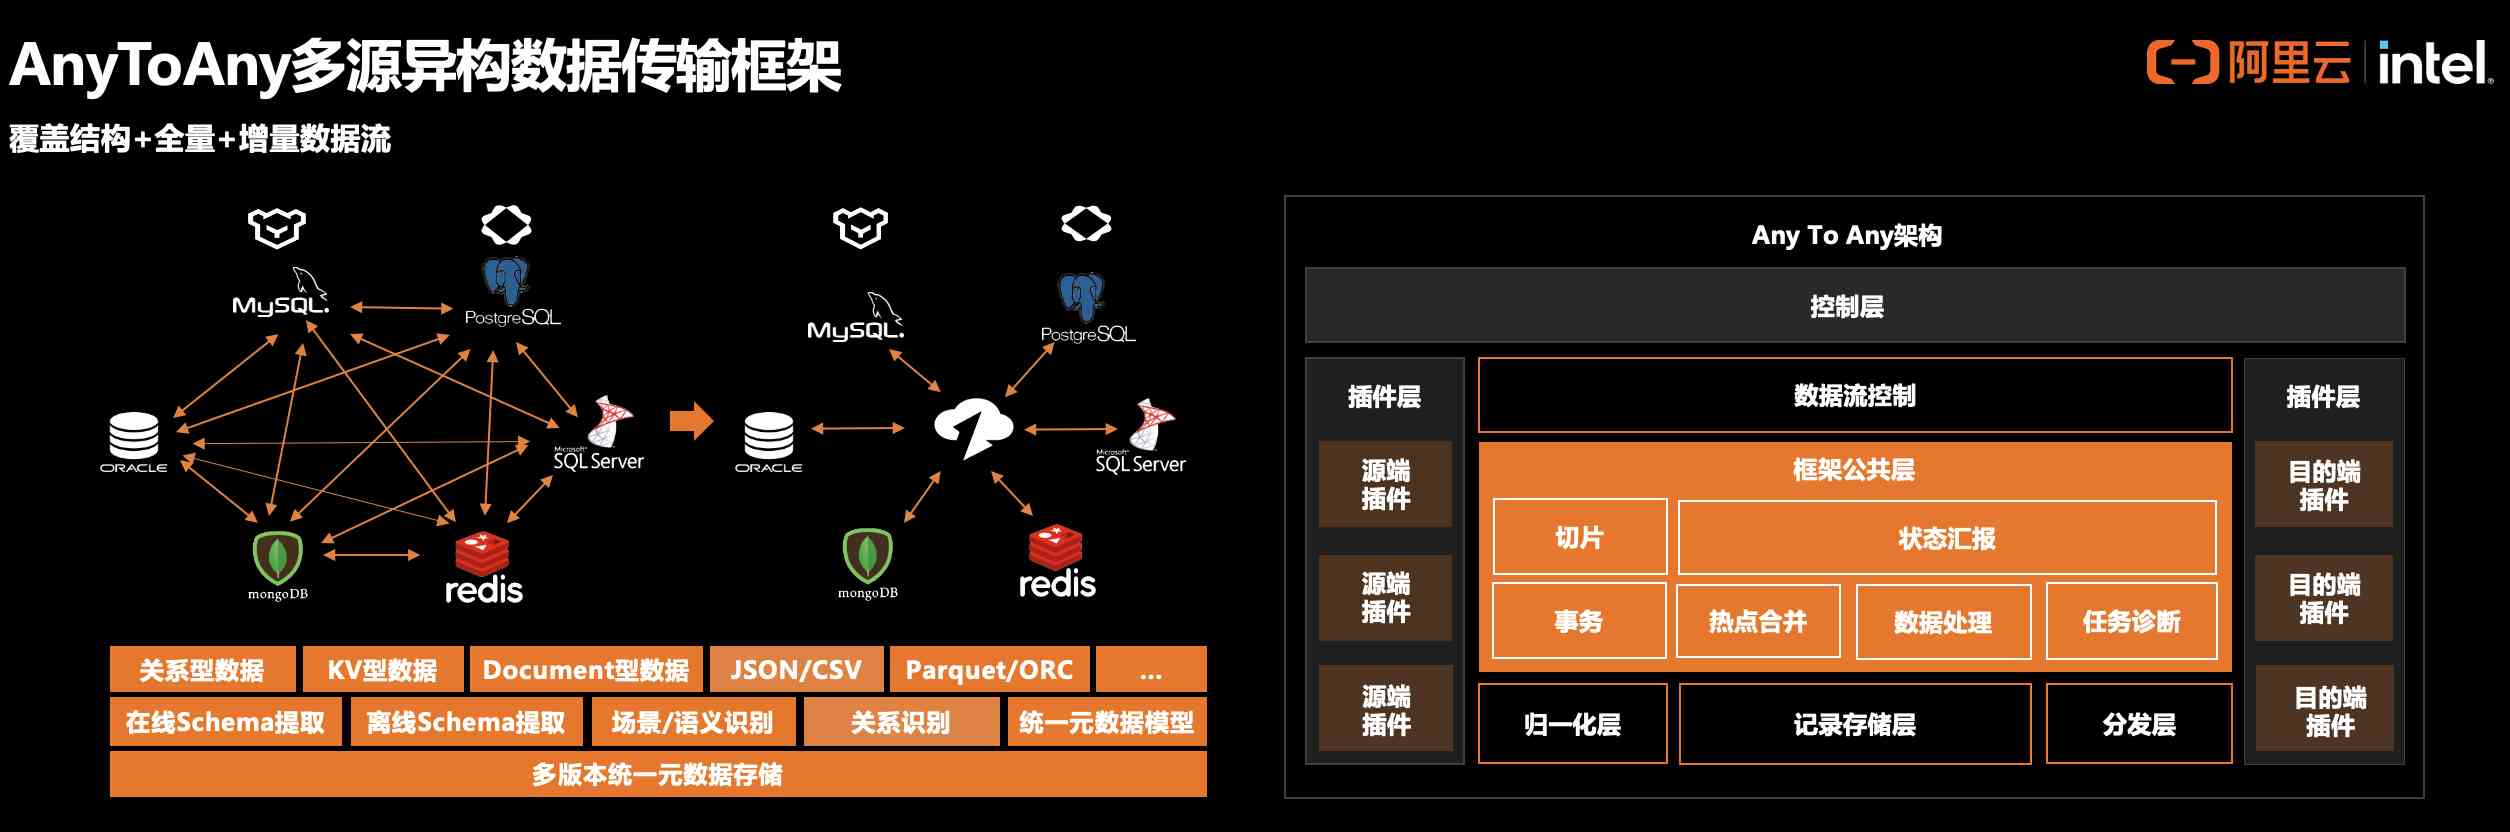 AnyToAny多源异构数据传输框架
阿里云 intel.
覆盖结构+全量+增量数据流
MySQL.
PostgreSQL
ORACLE
Microsoft®
SQL Server
mongoDB
redis
MySQL.
PostgreSQL
ORACLE
Microsoft®
SQL Server
mongoDB
redis
关系型数据 KV型数据 Document型数据 JSON/CSV Parquet/ORC ...
在线Schema提取 离线Schema提取 场景/语义识别 关系识别 统一元数据模型
多版本统一元数据存储
Any To Any架构
控制层
插件层
源端
插件
源端
插件
源端
插件
数据流控制
框架公共层
切片 状态汇报
事务 热点合并 数据处理 任务诊断
归一化层 记录存储层 分发层
插件层
目的端
插件
目的端
插件
目的端
插件